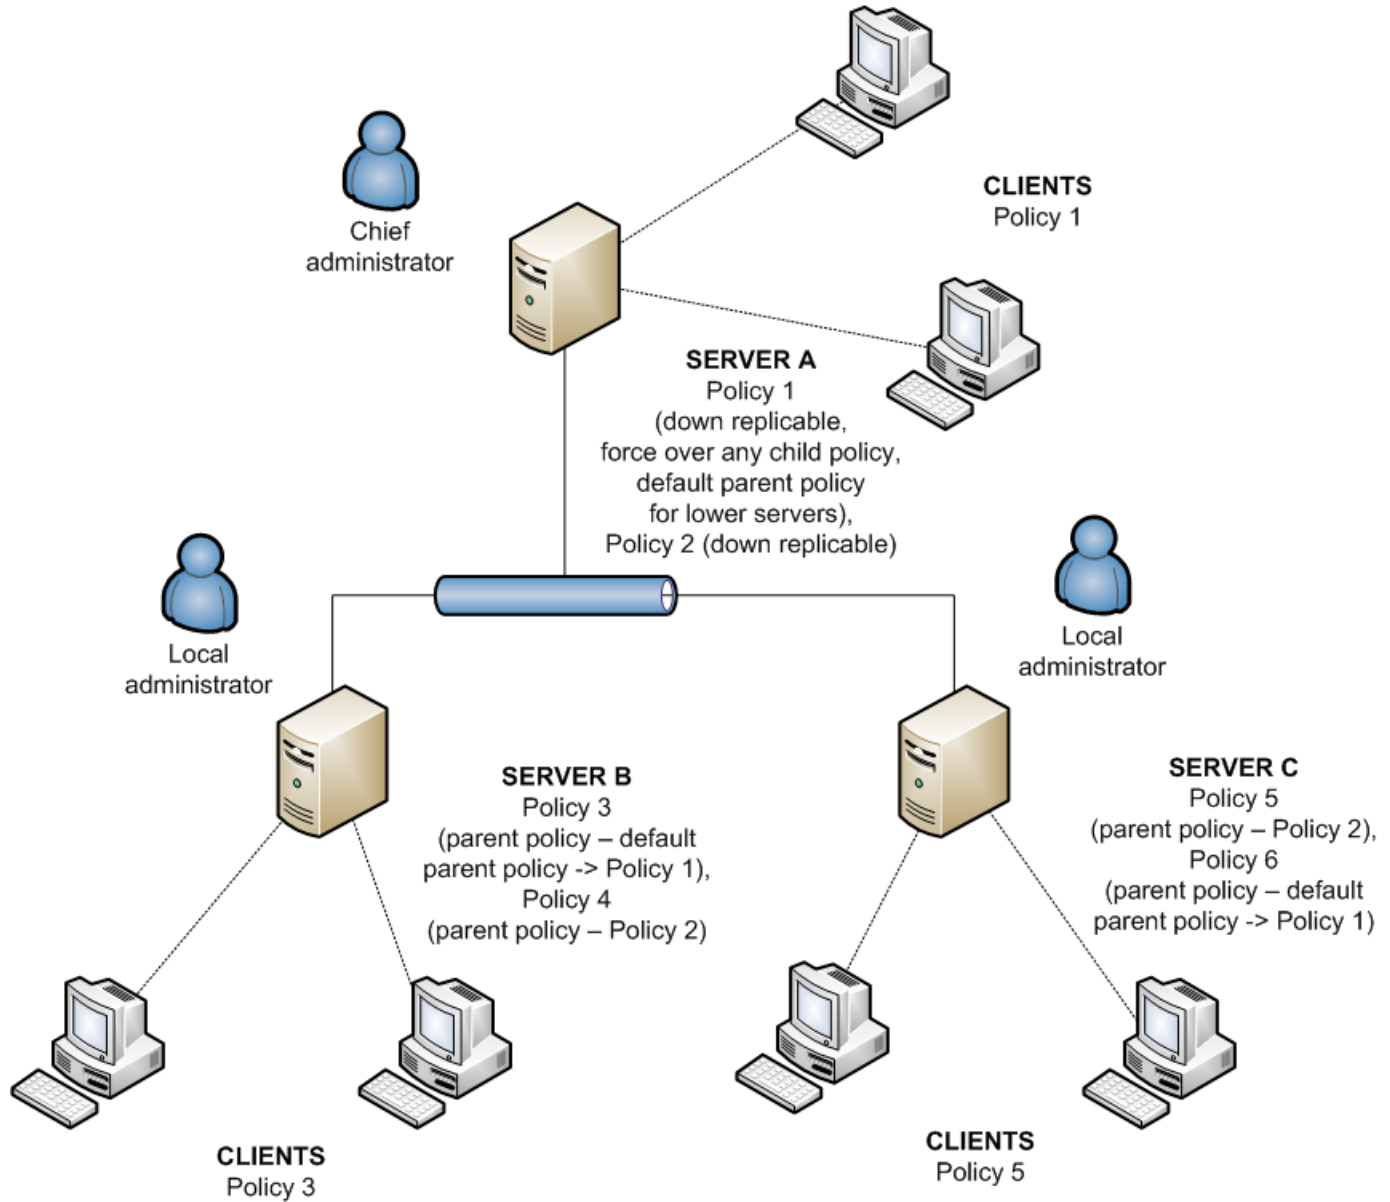 CLIENTS
Policy 1
Chief
administrator
SERVER A
Policy 1
(down replicable,
force over any child policy,
default parent policy
for lower servers),
Policy 2 (down replicable)
Local
administrator
Local
administrator
SERVER B
Policy 3
(parent policy – default
parent policy -> Policy 1),
Policy 4
(parent policy – Policy 2)
SERVER C
Policy 5
(parent policy – Policy 2),
Policy 6
(parent policy – default
parent policy -> Policy 1)
CLIENTS
Policy 3
CLIENTS
Policy 5